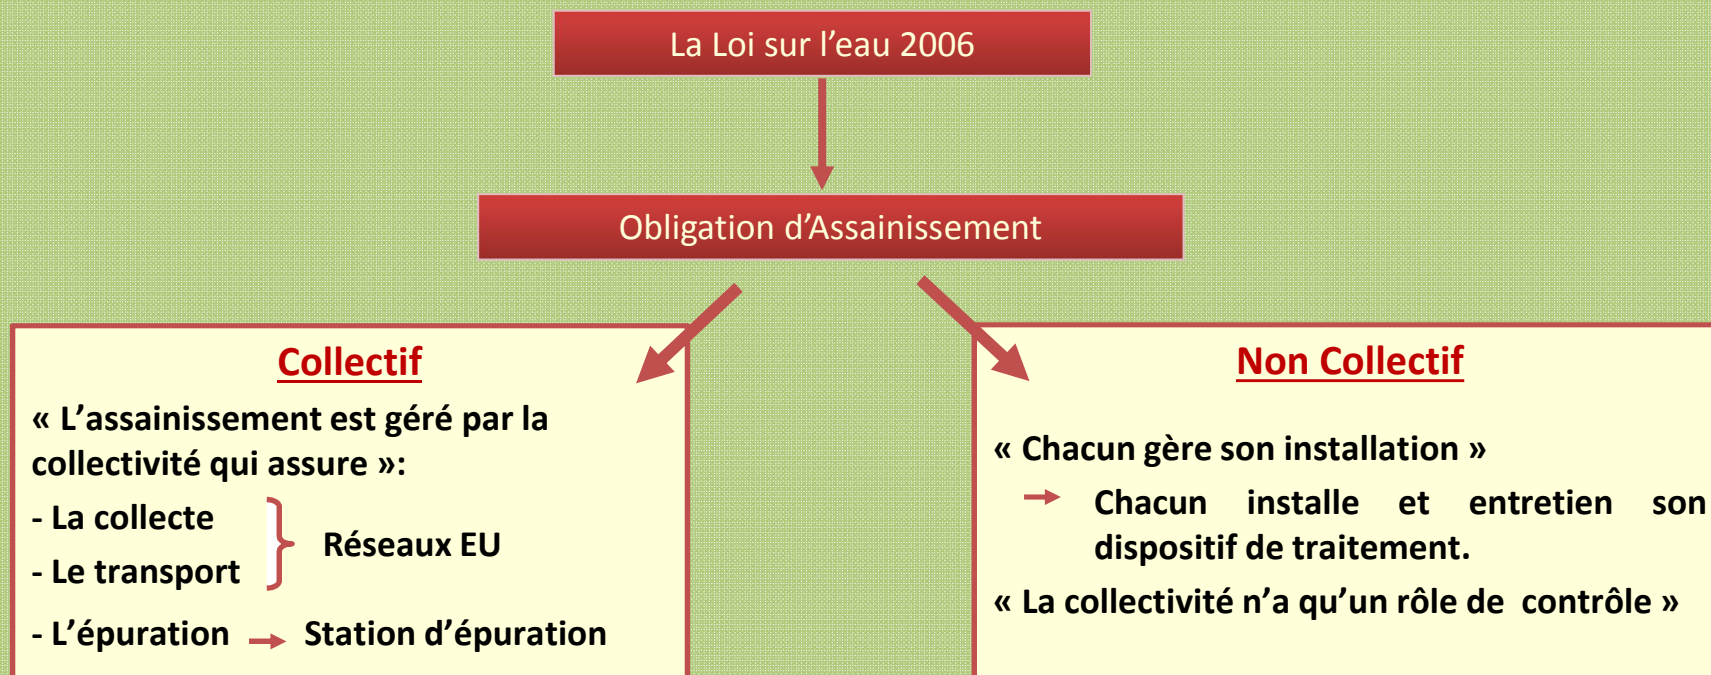 La Loi sur l’eau 2006
Obligation d’Assainissement
Collectif
« L’assainissement est géré par la
collectivité qui assure »:
- La collecte
- Le transport
Réseaux EU
- L’épuration
Station d’épuration
Non Collectif
« Chacun gère son installation »
Chacun installe et entretien son
dispositif de traitement.
« La collectivité n’a qu’un rôle de contrôle »